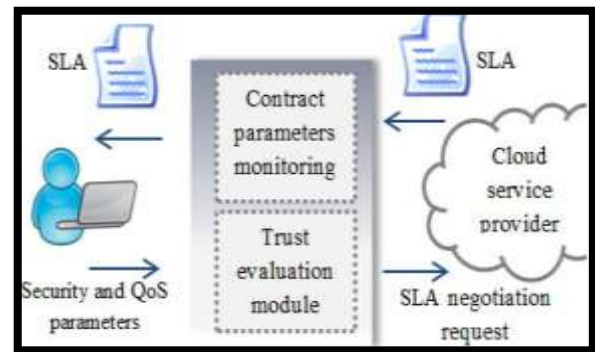 SLA
SLA
Contract
parameters
monitoring
Cloud
service
provider
Trust
evaluation
module
Security and QoS
parameters
SLA negotiation
request